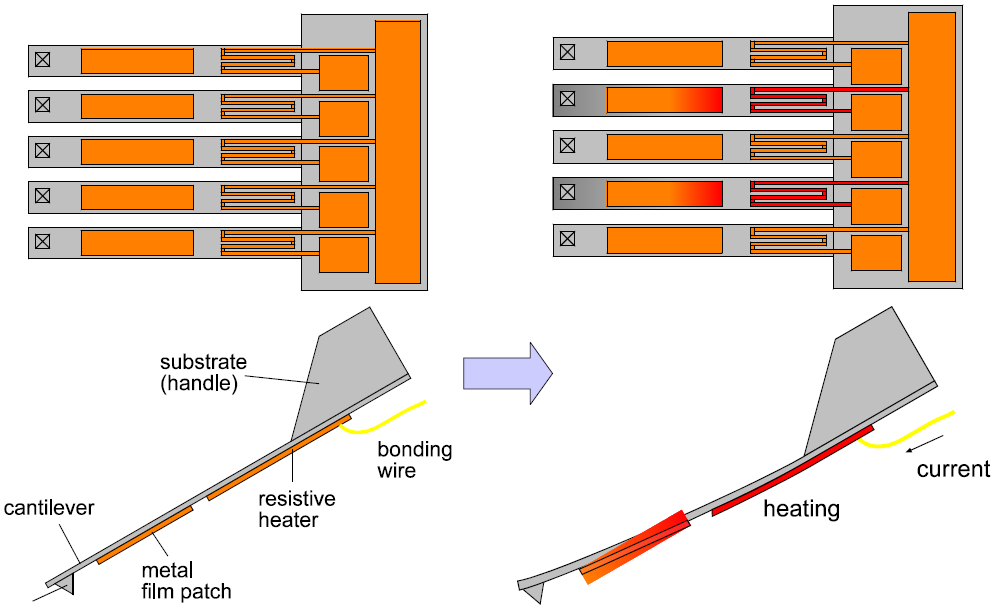 substrate
(handle)
bonding
wire
resistive
heater
cantilever
metal
film patch
current
heating